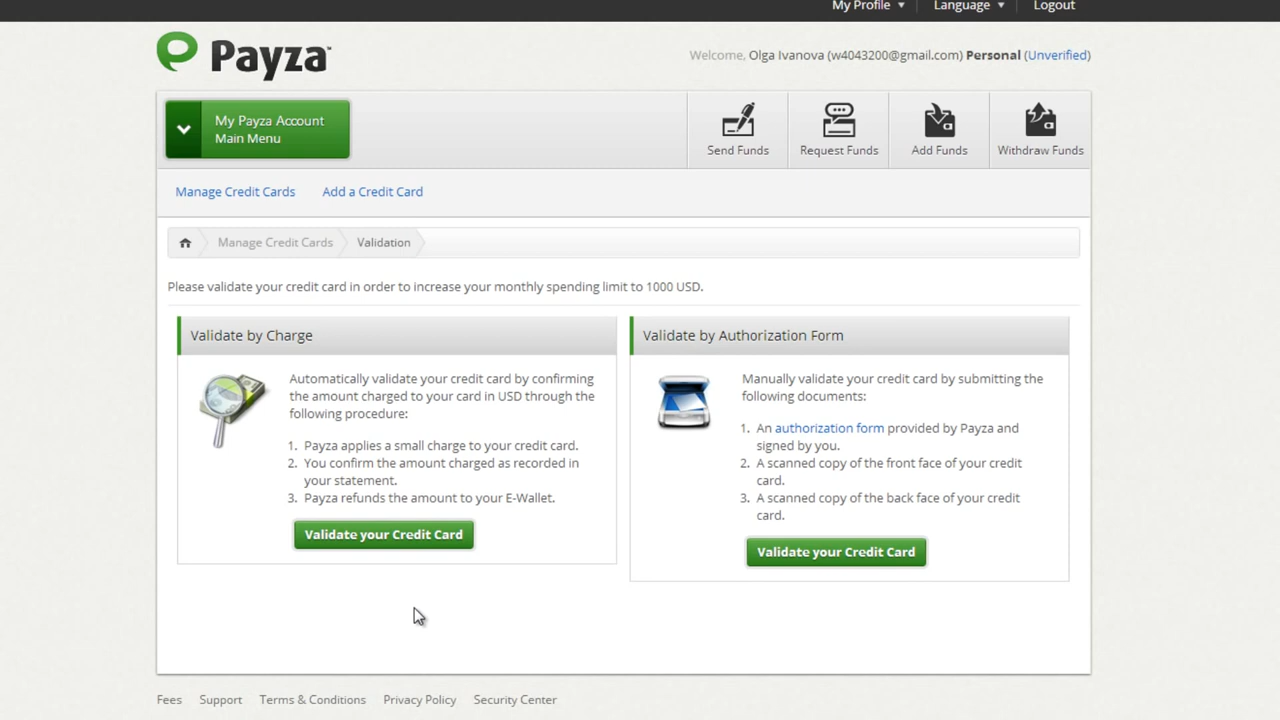 My Profile ▼ Language ▼ Logout
Payza™
Welcome, Olga Ivanova (w4043200@gmail.com) Personal (Unverified)
My Payza Account
Main Menu
Send Funds Request Funds Add Funds Withdraw Funds
Manage Credit Cards Add a Credit Card
Manage Credit Cards Validation
Please validate your credit card in order to increase your monthly spending limit to 1000 USD.
Validate by Charge
Automatically validate your credit card by confirming
the amount charged to your card in USD through the
following procedure:
1. Payza applies a small charge to your credit card.
2. You confirm the amount charged as recorded in
your statement.
3. Payza refunds the amount to your E-Wallet.
Validate your Credit Card
Validate by Authorization Form
Manually validate your credit card by submitting the
following documents:
1. An authorization form provided by Payza and
signed by you.
2. A scanned copy of the front face of your credit
card.
3. A scanned copy of the back face of your credit
card.
Validate your Credit Card
Fees Support Terms & Conditions Privacy Policy Security Center